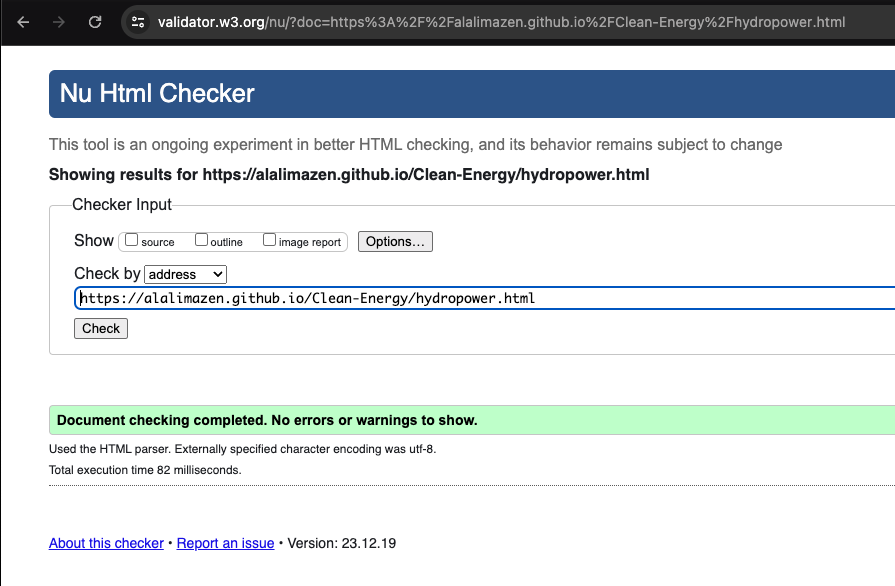 validator.w3.org/nu/?doc=https%3A%2F%2Falalimazen.github.io%2FClean-Energy%2Fhydropower.html
Nu Html Checker
This tool is an ongoing experiment in better HTML checking, and its behavior remains subject to change
Showing results for https://alalimazen.github.io/Clean-Energy/hydropower.html
Checker Input
Show source outline image report Options...
Check by address
https://alalimazen.github.io/Clean-Energy/hydropower.html
Check
Document checking completed. No errors or warnings to show.
Used the HTML parser. Externally specified character encoding was utf-8.
Total execution time 82 milliseconds.
About this checker • Report an issue • Version: 23.12.19